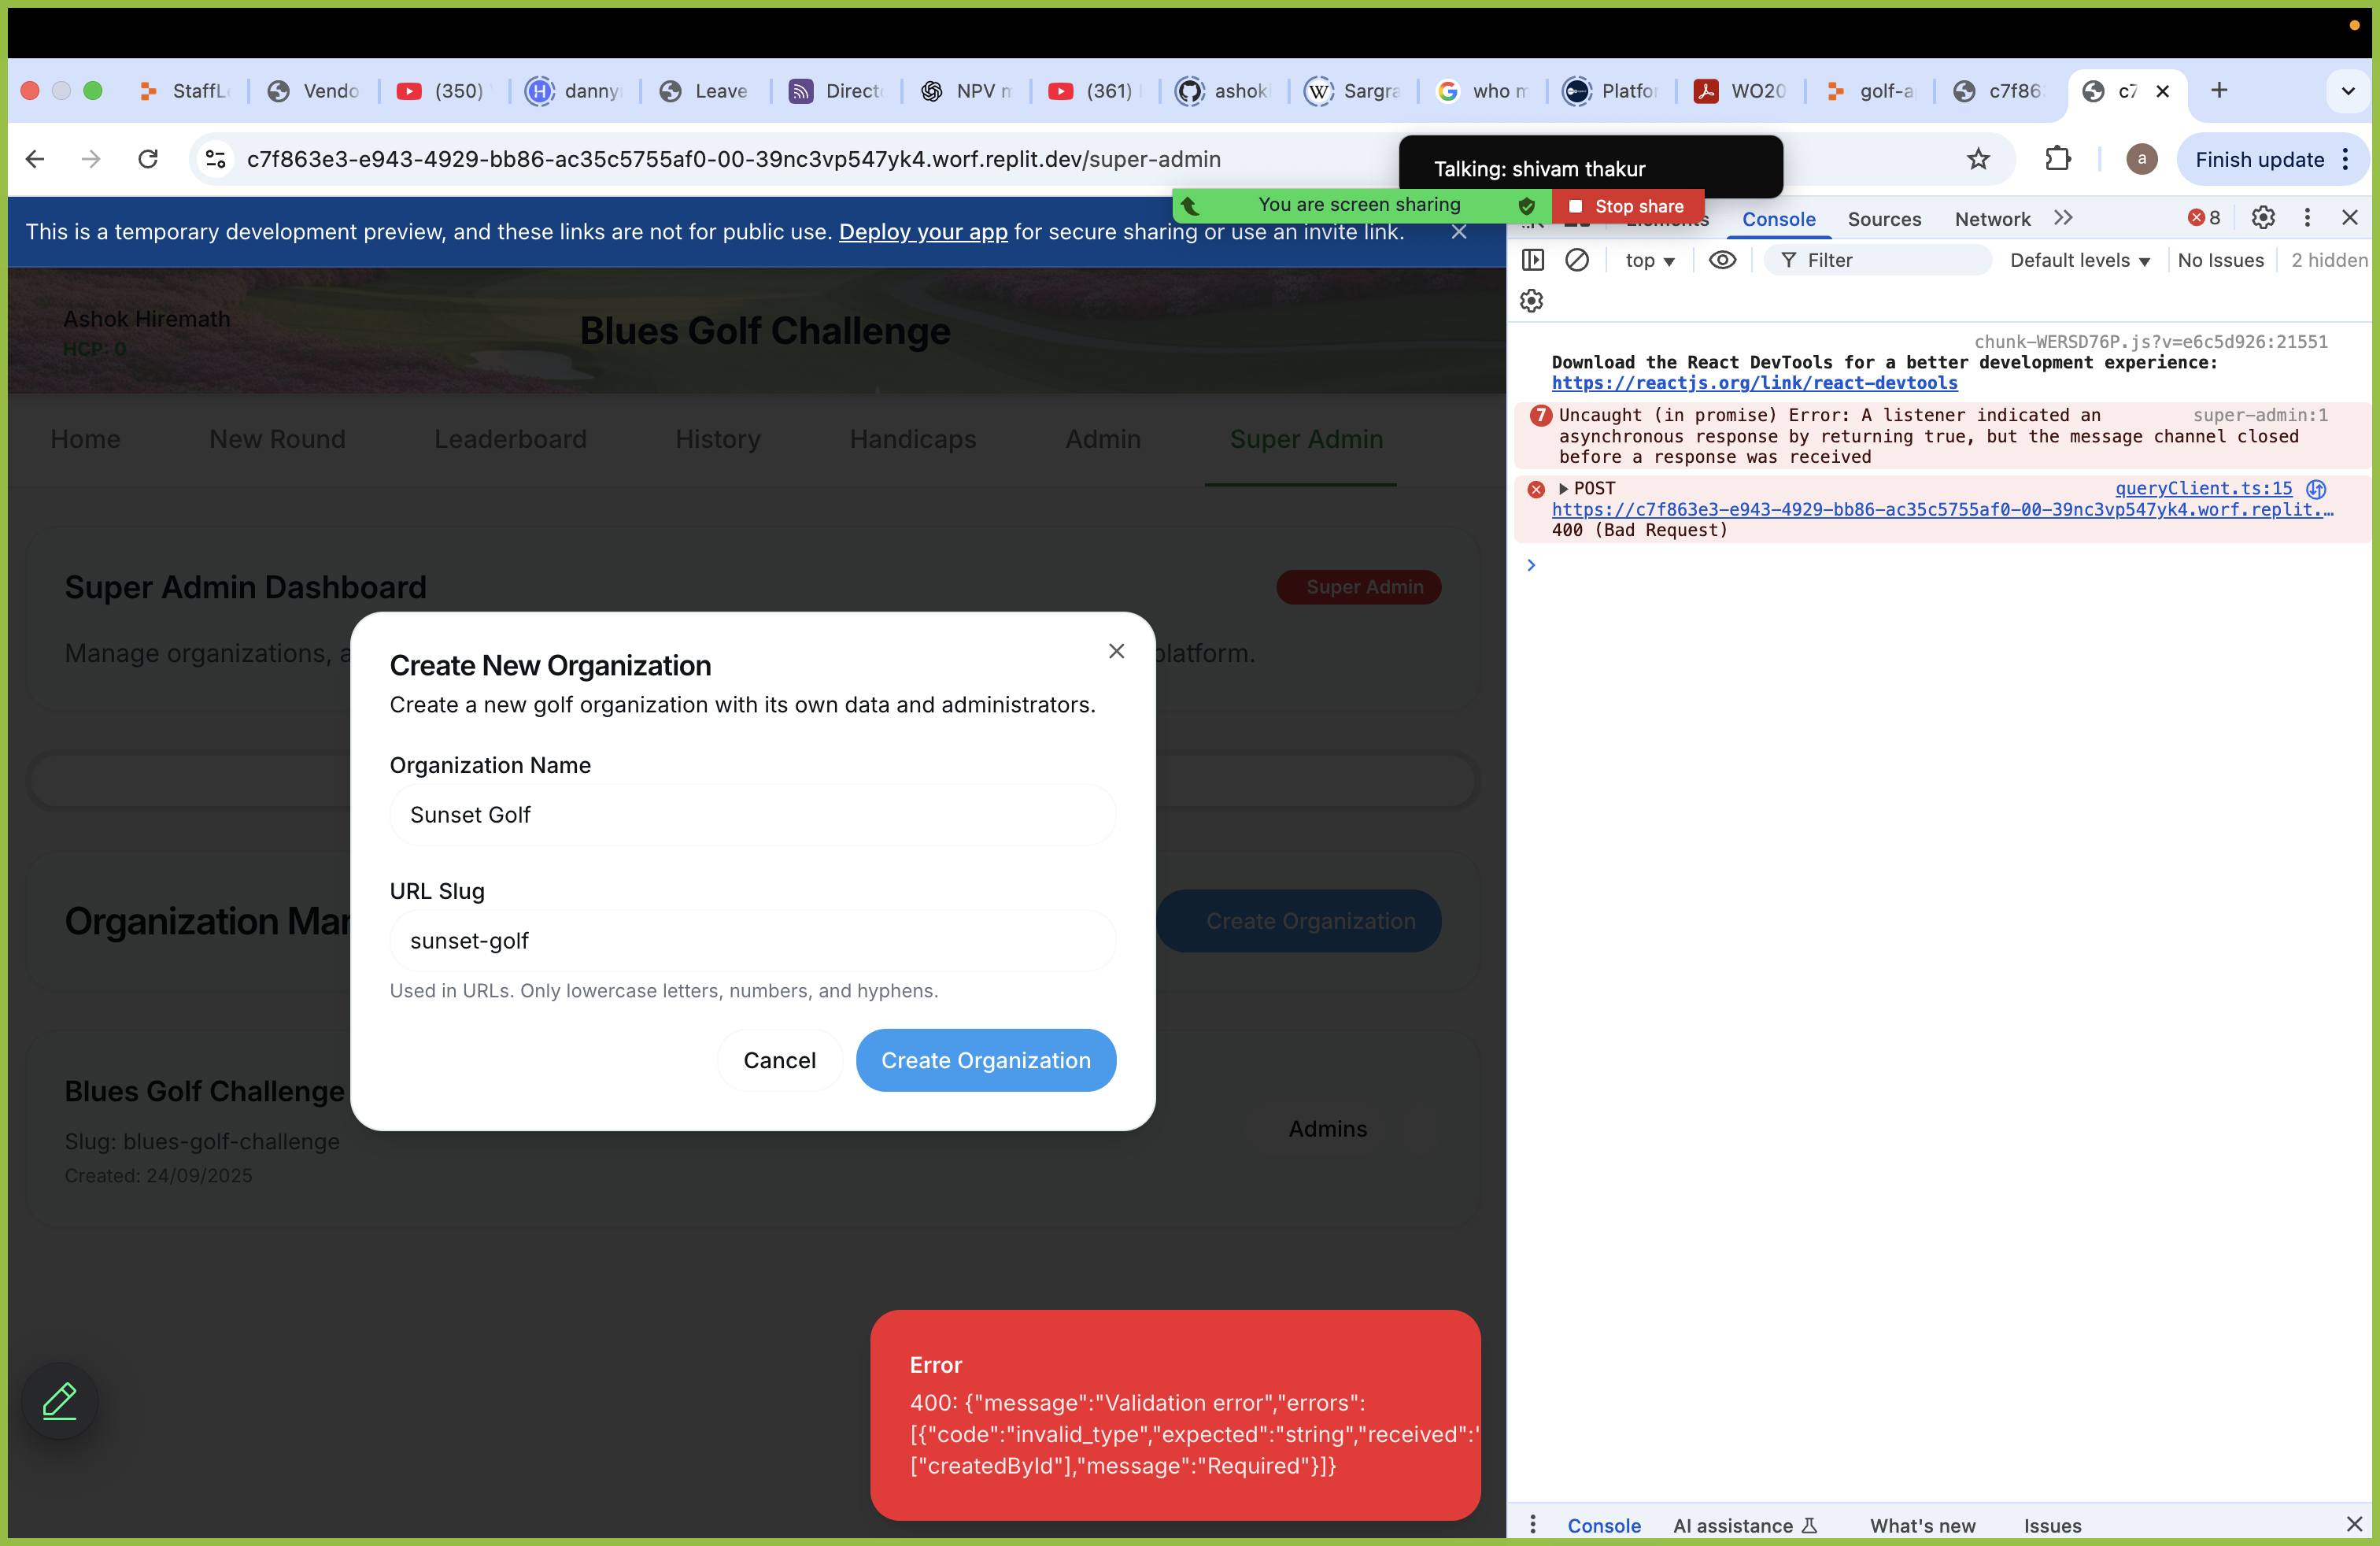 StaffL
Vendo
(350)
danny
Leave
Direct
NPV m
(361)
ashok
Sargra
who m
Platfo
WO20
golf-a
c7f86
c7
c7f863e3-e943-4929-bb86-ac35c5755af0-00-39nc3vp547yk4.worf.replit.dev/super-admin
Talking: shivam thakur
a
Finish update
You are screen sharing
Stop share
This is a temporary development preview, and these links are not for public use. Deploy your app for secure sharing or use an invite link.
Ashok Hiremath
HCP: 0
Blues Golf Challenge
Home
New Round
Leaderboard
History
Handicaps
Admin
Super Admin
Super Admin Dashboard
Super Admin
Manage organizations, a
platform.
Create New Organization
Create a new golf organization with its own data and administrators.
Organization Name
Sunset Golf
URL Slug
sunset-golf
Used in URLs. Only lowercase letters, numbers, and hyphens.
Cancel
Create Organization
Organization Man
Create Organization
Blues Golf Challenge
Slug: blues-golf-challenge
Created: 24/09/2025
Admins
Error
400: {"message":"Validation error","errors":
[{"code":"invalid_type","expected":"string","received":"
["createdById"],"message":"Required"}]}
Elements
Console
Sources
Network
8
top
Filter
Default levels
No Issues
2 hidden
chunk-WERSD76P.js?v=e6c5d926:21551
Download the React DevTools for a better development experience:
https://reactjs.org/link/react-devtools
7
Uncaught (in promise) Error: A listener indicated an
super-admin:1
asynchronous response by returning true, but the message channel closed
before a response was received
POST
queryClient.ts:15
https://c7f863e3-e943-4929-bb86-ac35c5755af0-00-39nc3vp547yk4.worf.replit.…
400 (Bad Request)
Console
AI assistance
What's new
Issues